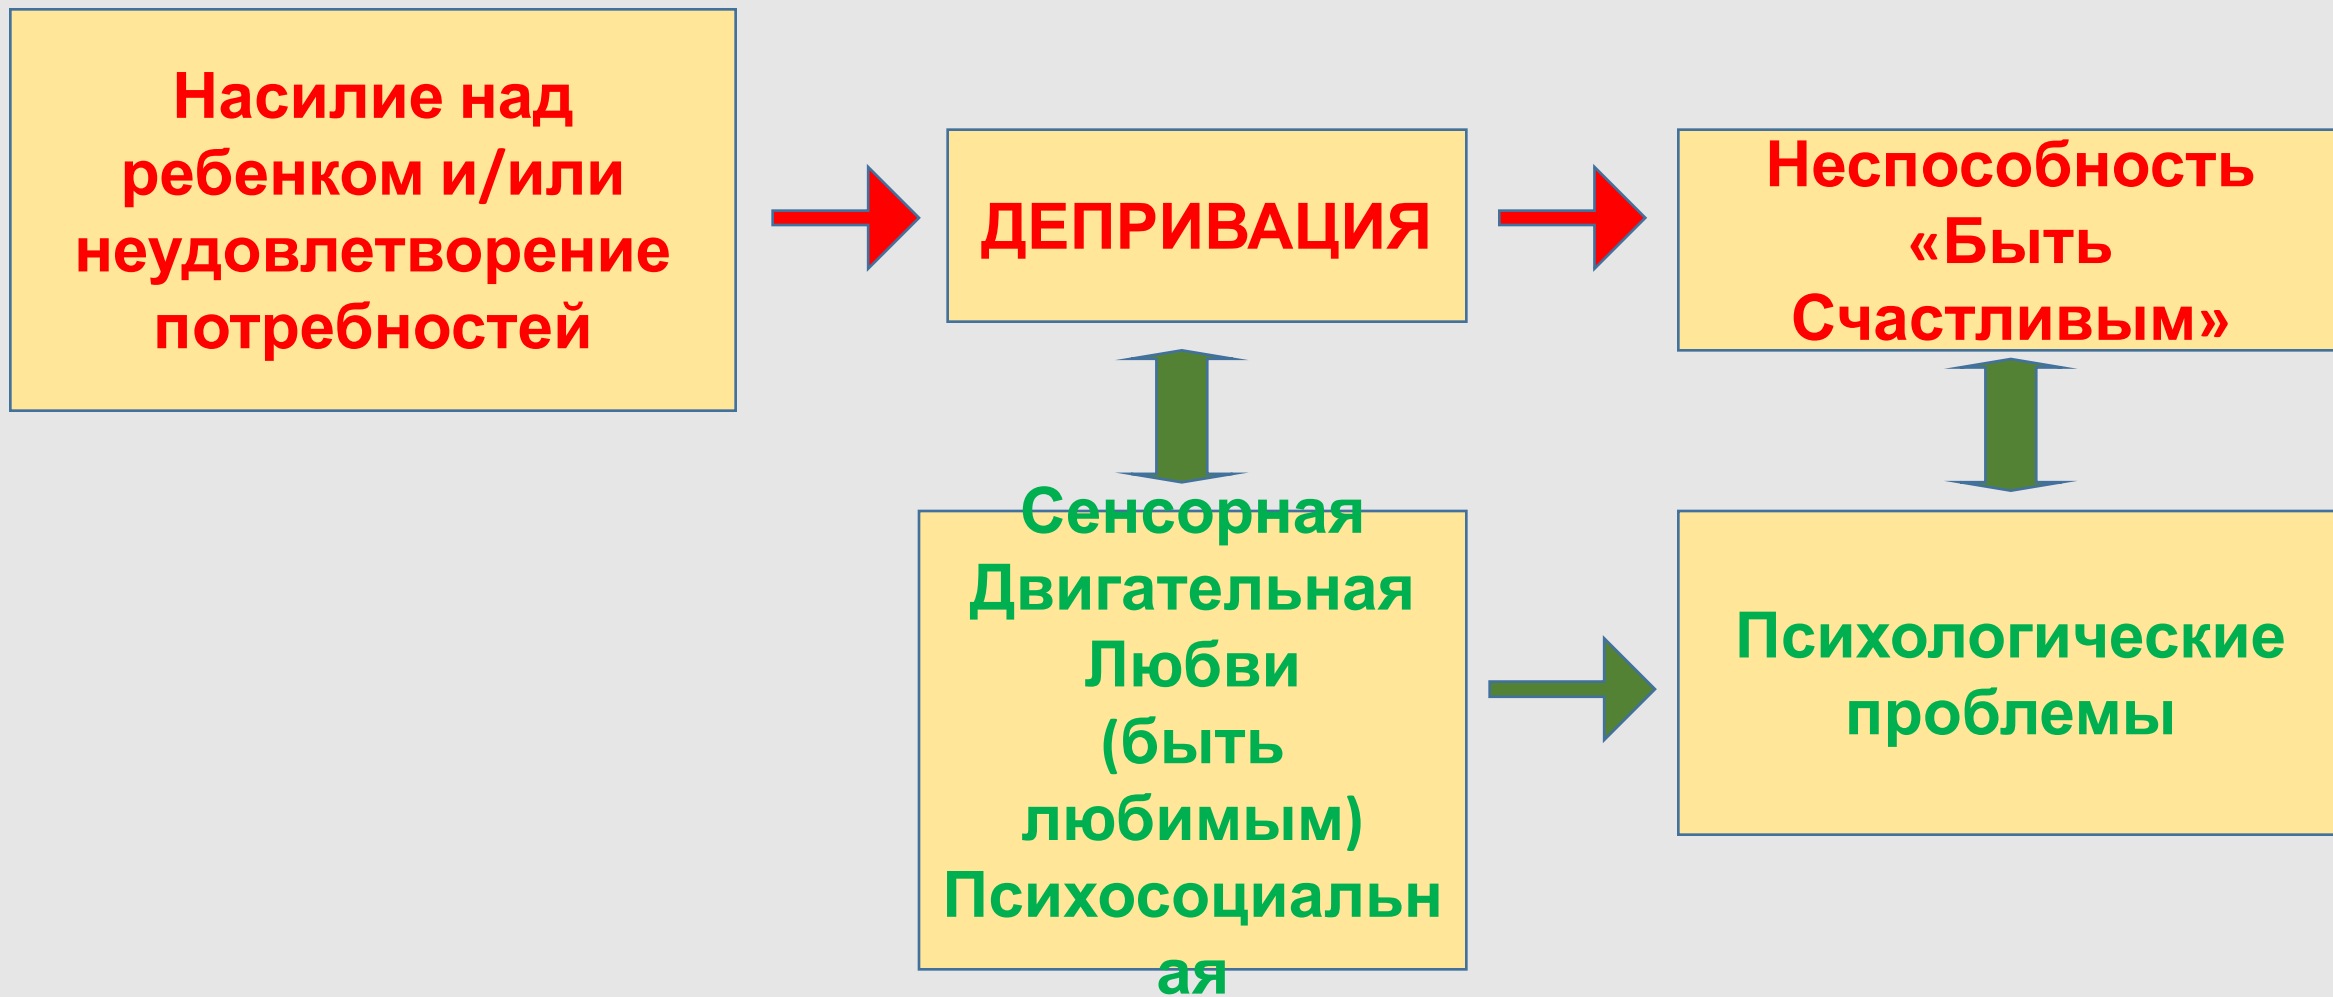 Насилие над
ребенком и/или
неудовлетворение
потребностей
ДЕПРИВАЦИЯ
Неспособность
«Быть
Счастливым»
Сенсорная
Двигательная
Любви
(быть
любимым)
Психосоциальн
ая
Психологические
проблемы